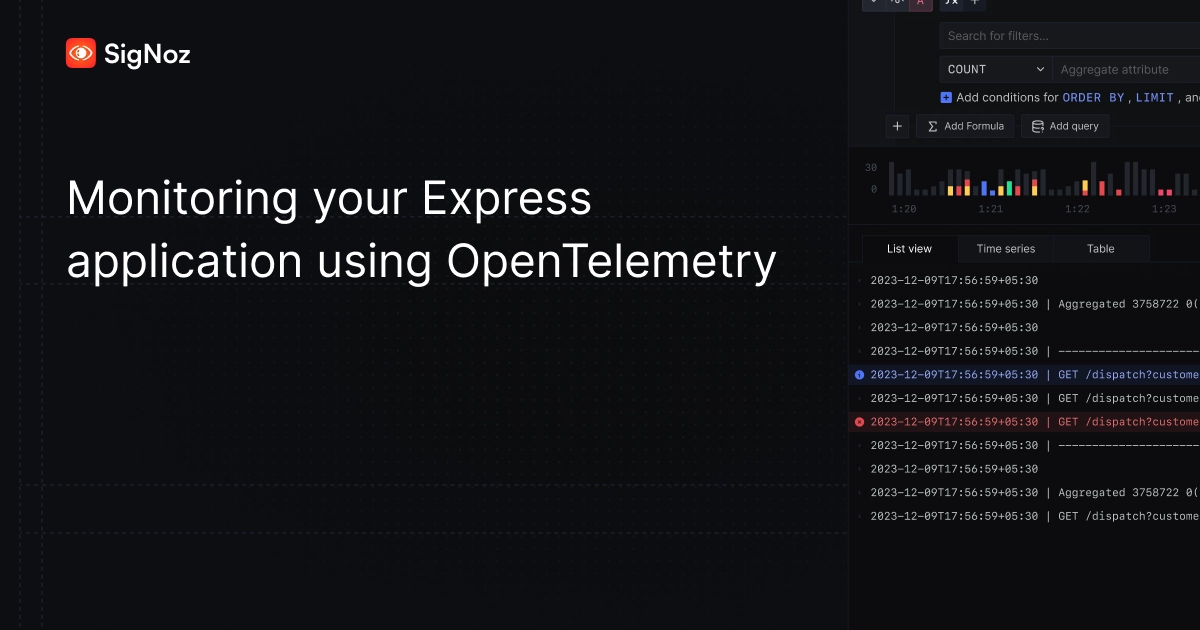 SigNoz
Monitoring your Express
application using OpenTelemetry
Search for filters...
COUNT
Aggregate attribute
Add conditions for ORDER BY, LIMIT, an
+
Add Formula
Add query
30
0
1:20 1:21 1:22 1:23
List view Time series Table
2023-12-09T17:56:59+05:30
2023-12-09T17:56:59+05:30 | Aggregated 3758722 0(
2023-12-09T17:56:59+05:30
2023-12-09T17:56:59+05:30 | ---------------------
2023-12-09T17:56:59+05:30 | GET /dispatch?custome
2023-12-09T17:56:59+05:30 | GET /dispatch?custome
2023-12-09T17:56:59+05:30 | GET /dispatch?custome
2023-12-09T17:56:59+05:30 | ---------------------
2023-12-09T17:56:59+05:30
2023-12-09T17:56:59+05:30 | Aggregated 3758722 0(
2023-12-09T17:56:59+05:30 | GET /dispatch?custome